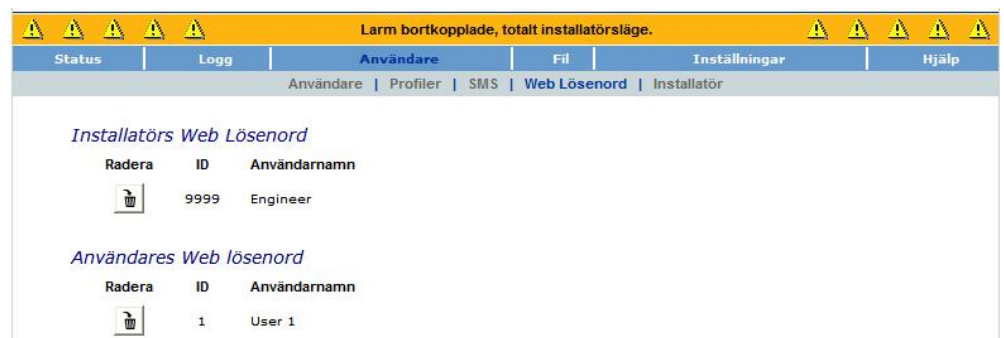 Larm bortkopplade, totalt installatörsläge.
Status Logg Användare Fil Inställningar Hjälp
Användare | Profiler | SMS | Web Lösenord | Installatör
Installatörs Web Lösenord
Radera ID Användarnamn
9999 Engineer
Användares Web lösenord
Radera ID Användarnamn
1 User 1